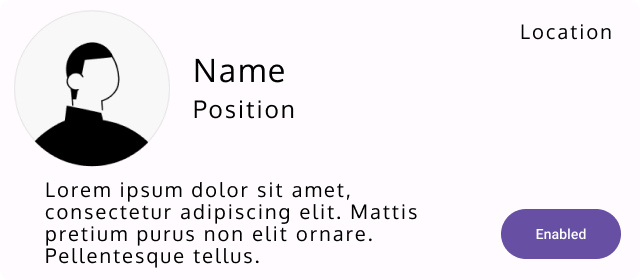 Location
Name
Position
Lorem ipsum dolor sit amet,
consectetur adipiscing elit. Mattis
pretium purus non elit ornare.
Pellentesque tellus.
Enabled